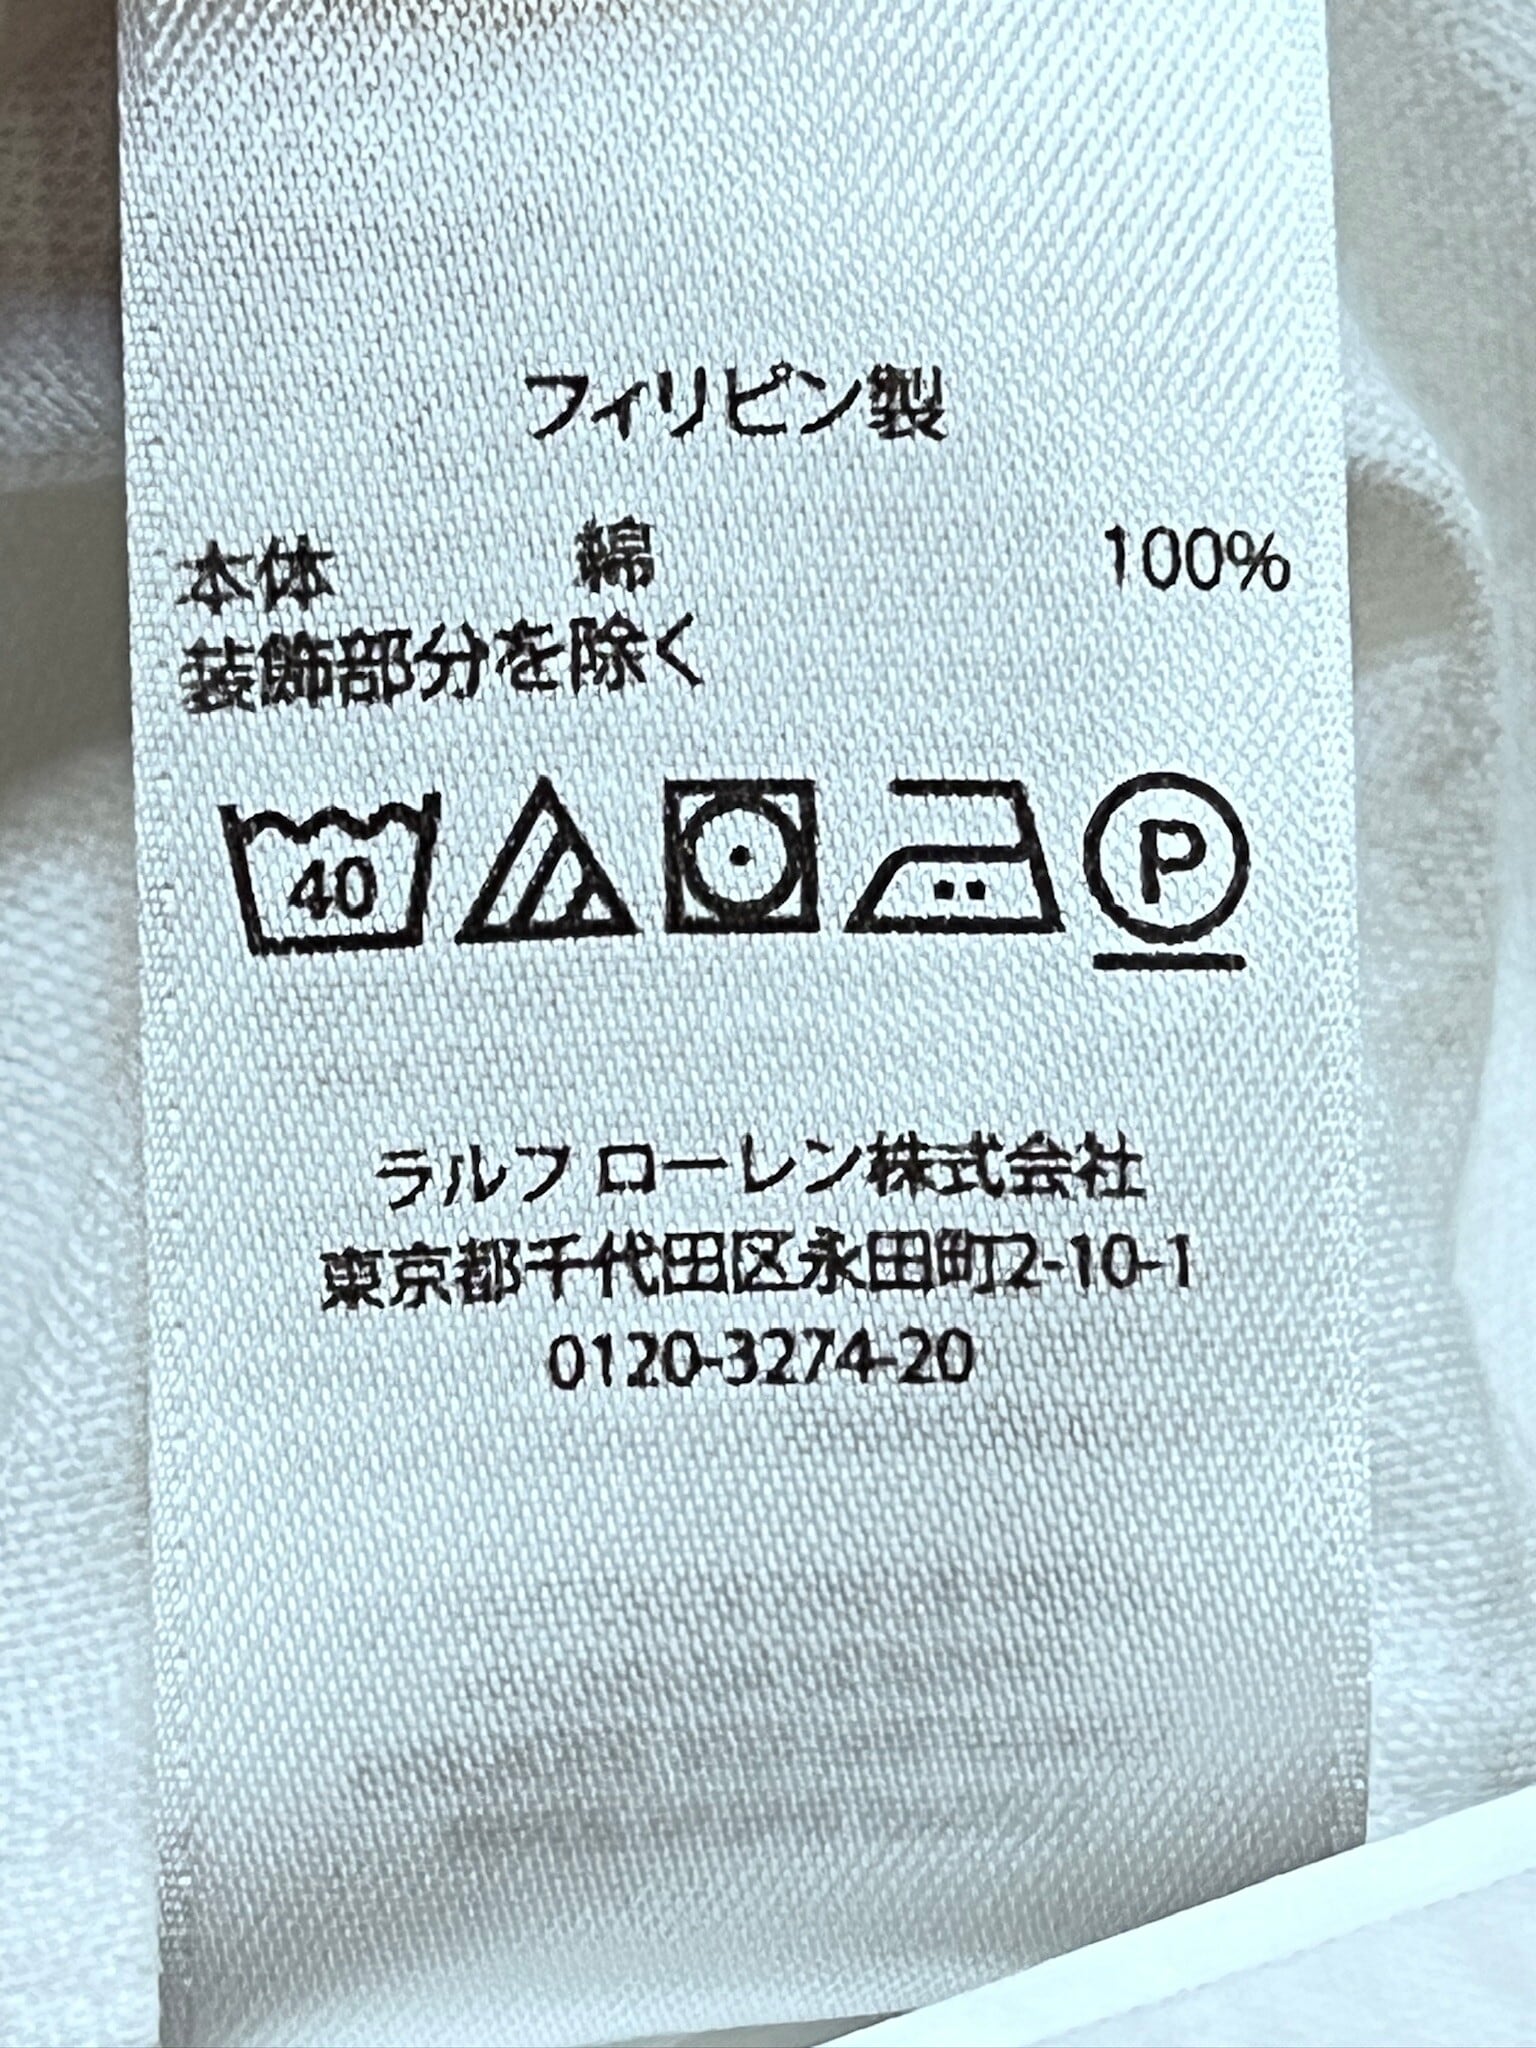 フィリピン製
本体 綿 100%
装飾部分を除く
40 P
ラルフ ローレン株式会社
東京都千代田区永田町2-10-1
0120-3274-20